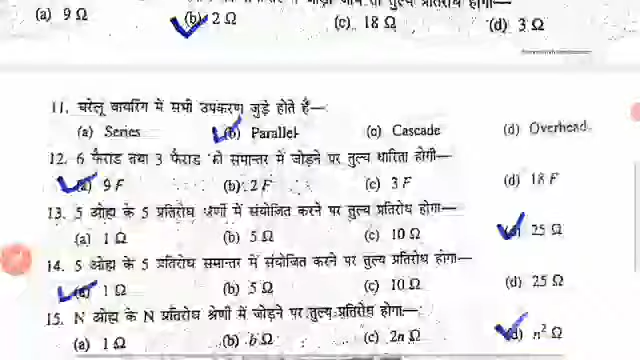 प्रतिरोध होगा—
(a) 9 Ω (b) 2 Ω (c) 18 Ω (d) 3 Ω
11. घरेलू वायरिंग में सभी उपकरण जुड़े होते हैं—
(a) Series (b) Parallel (c) Cascade (d) Overhead
12. 6 फैराड तथा 3 फैराड को समान्तर में जोड़ने पर तुल्य धारिता होगी—
(a) 9 F (b) 2 F (c) 3 F (d) 18 F
13. 5 ओह्म के 5 प्रतिरोध श्रेणी में संयोजित करने पर तुल्य प्रतिरोध होगा—
(a) 1 Ω (b) 5 Ω (c) 10 Ω (d) 25 Ω
14. 5 ओह्म के 5 प्रतिरोध समान्तर में संयोजित करने पर तुल्य प्रतिरोध होगा—
(a) 1 Ω (b) 5 Ω (c) 10 Ω (d) 25 Ω
15. N ओह्म के N प्रतिरोध श्रेणी में जोड़ने पर तुल्य प्रतिरोध होगा—
(a) 1 Ω (b) b Ω (c) 2n Ω (d) n² Ω